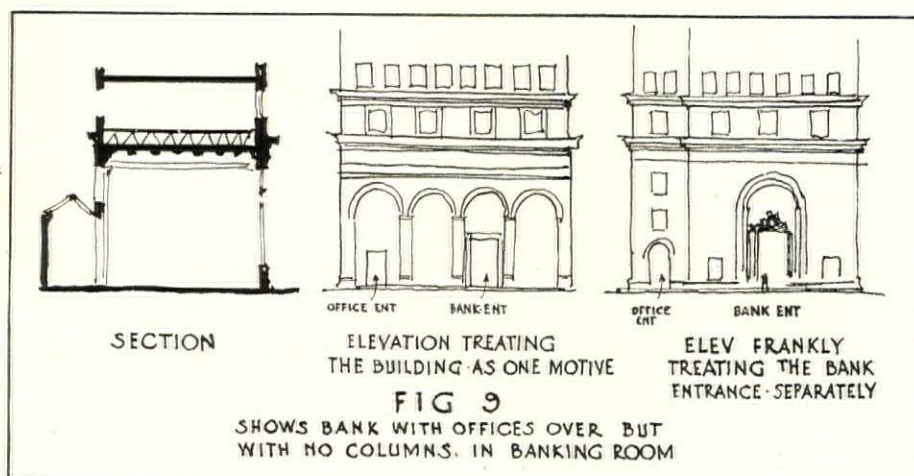 OFFICE ENT
BANK-ENT
OFFICE
ENT
BANK ENT
SECTION
ELEVATION TREATING
THE BUILDING·AS ONE MOTIVE
ELEV FRANKLY
TREATING THE BANK
ENTRANCE·SEPARATELY
FIG 9
SHOWS BANK WITH OFFICES OVER BUT
WITH NO COLUMNS. IN BANKING ROOM